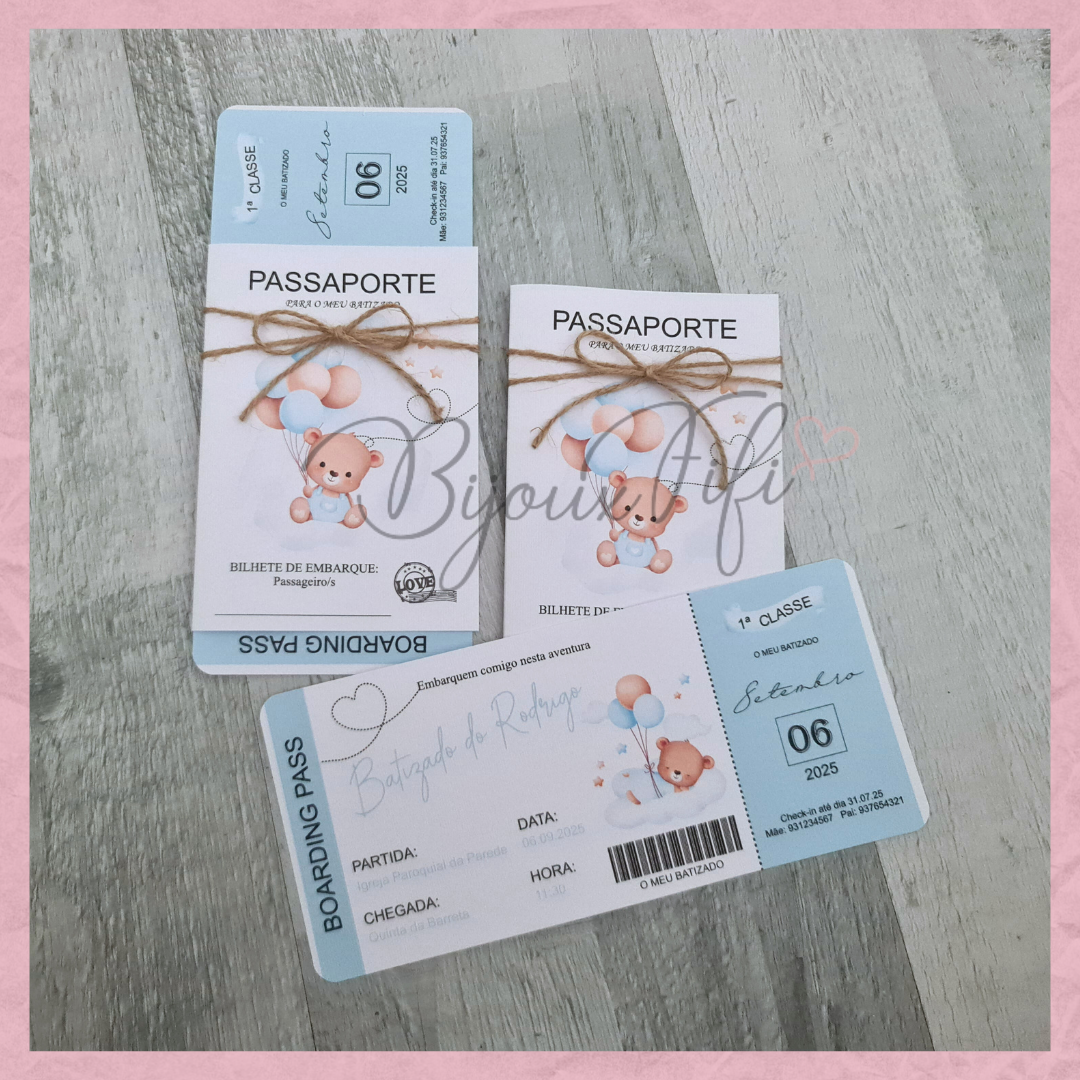 1ª CLASSE
O MEU BATIZADO
Setembro
06
2025
Check-in até dia 31.07.25
Mãe: 931234567 Pai: 937654321
PASSAPORTE
PARA O MEU BATIZADO
BILHETE DE EMBARQUE:
Passageiro/s
LOVE
BOARDING PASS
PASSAPORTE
PARA O MEU BATIZADO
BILHETE DE
Bijoux Fifi
BOARDING PASS
Embarquem comigo nesta aventura
Batizado do Rodrigo
PARTIDA:
Igreja Paroquial da Parede
CHEGADA:
Quinta da Barreta
DATA:
06.09.2025
HORA:
11:30
O MEU BATIZADO
1ª CLASSE
O MEU BATIZADO
Setembro
06
2025
Check-in até dia 31.07.25
Mãe: 931234567 Pai: 937654321